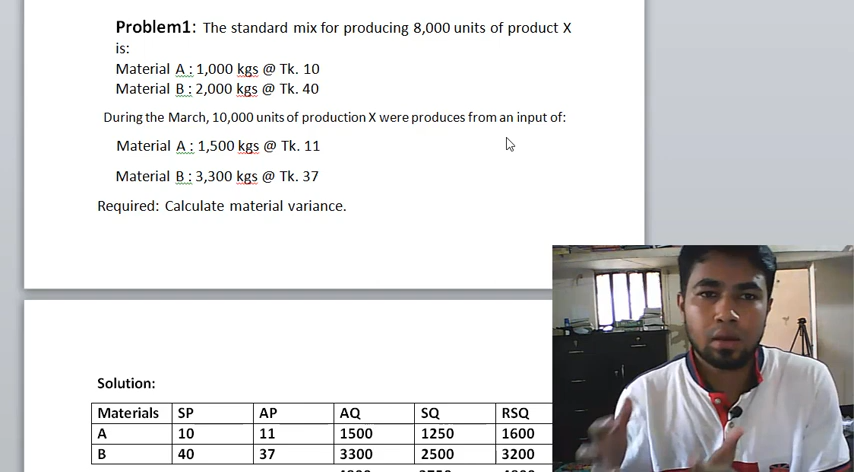 Problem1: The standard mix for producing 8,000 units of product X
is:
Material A : 1,000 kgs @ Tk. 10
Material B : 2,000 kgs @ Tk. 40
During the March, 10,000 units of production X were produces from an input of:
Material A : 1,500 kgs @ Tk. 11
Material B : 3,300 kgs @ Tk. 37
Required: Calculate material variance.
Solution:
Materials SP AP AQ SQ RSQ
A 10 11 1500 1250 1600
B 40 37 3300 2500 3200